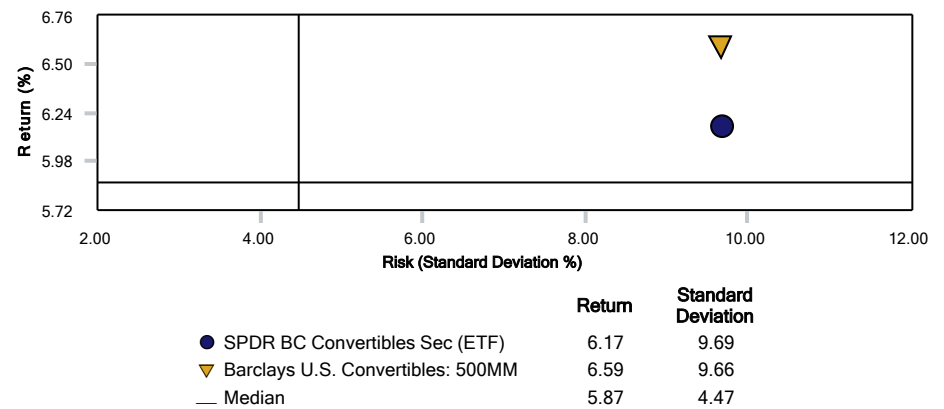 6.76
6.50
6.24
5.98
5.72
Return (%)
2.00 4.00 6.00 8.00 10.00 12.00
Risk (Standard Deviation %)
Return Standard Deviation
SPDR BC Convertibles Sec (ETF) 6.17 9.69
Barclays U.S. Convertibles: 500MM 6.59 9.66
Median 5.87 4.47